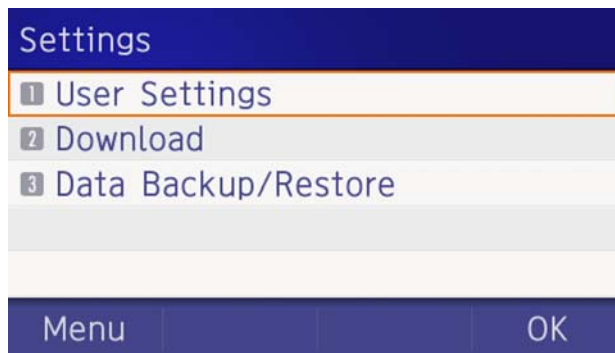 Settings
1 User Settings
2 Download
3 Data Backup/Restore
Menu OK